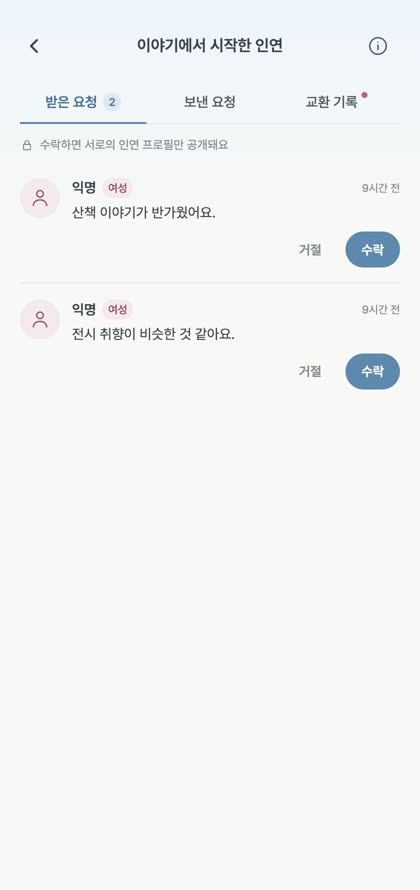 이야기에서 시작한 인연
받은 요청 2
보낸 요청
교환 기록
수락하면 서로의 인연 프로필만 공개돼요
익명 여성 9시간 전
산책 이야기가 반가웠어요.
거절 수락
익명 여성 9시간 전
전시 취향이 비슷한 것 같아요.
거절 수락